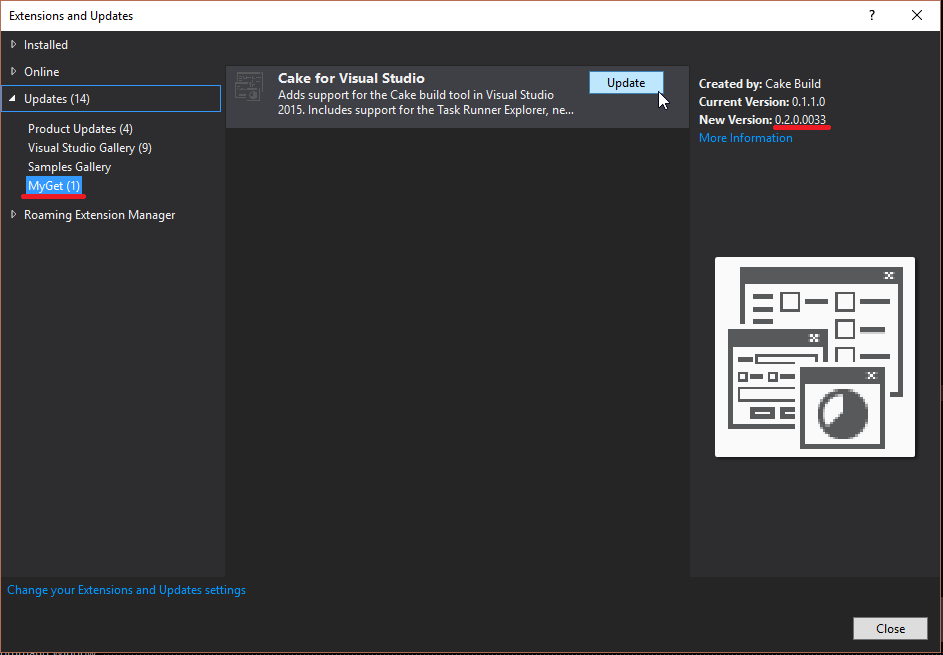 Extensions and Updates
?
Installed
Online
Updates (14)
Product Updates (4)
Visual Studio Gallery (9)
Samples Gallery
MyGet (1)
Roaming Extension Manager
Cake for Visual Studio
Adds support for the Cake build tool in Visual Studio
2015. Includes support for the Task Runner Explorer, ne...
Update
Created by: Cake Build
Current Version: 0.1.1.0
New Version: 0.2.0.0033
More Information
Change your Extensions and Updates settings
Close